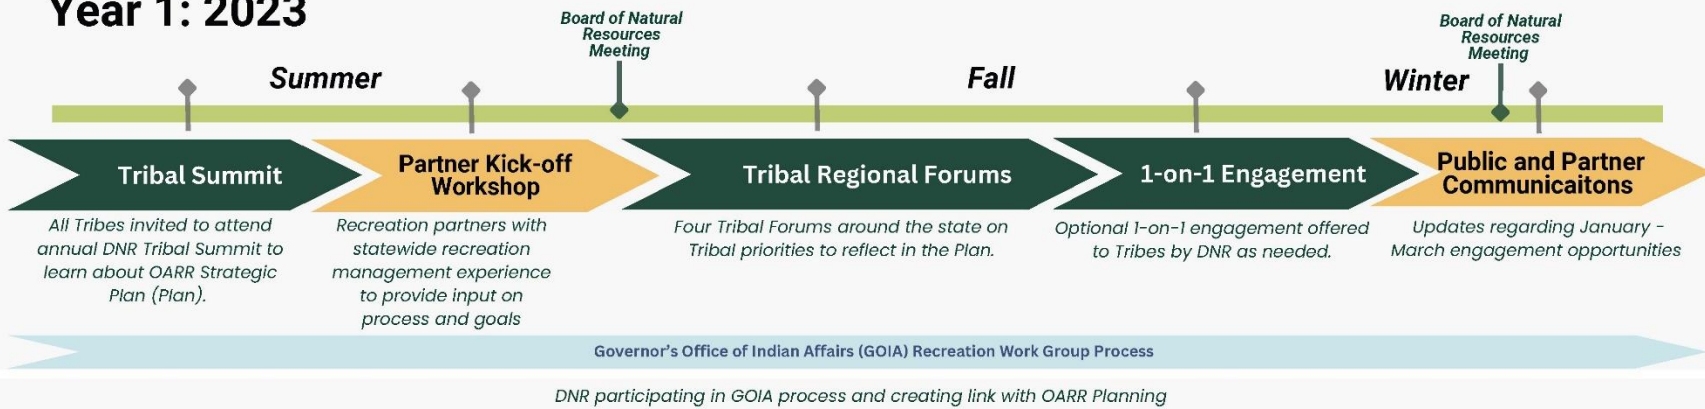 Year 1: 2023
Board of Natural
Resources
Meeting
Board of Natural
Resources
Meeting
Summer
Fall
Winter
Tribal Summit
Partner Kick-off
Workshop
Tribal Regional Forums
1-on-1 Engagement
Public and Partner
Communicaitons
All Tribes invited to attend
annual DNR Tribal Summit to
learn about OARR Strategic
Plan (Plan).
Recreation partners with
statewide recreation
management experience
to provide input on
process and goals
Four Tribal Forums around the state on
Tribal priorities to reflect in the Plan.
Optional 1-on-1 engagement offered
to Tribes by DNR as needed.
Updates regarding January -
March engagement opportunities
Governor's Office of Indian Affairs (GOIA) Recreation Work Group Process
DNR participating in GOIA process and creating link with OARR Planning